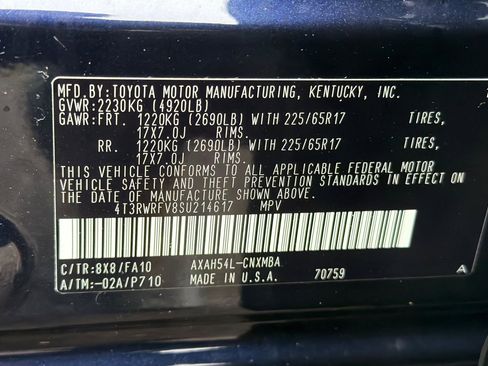 MFD.BY:TOYOTA MOTOR MANUFACTURING, KENTUCKY, INC.
GVWR:2230KG (4920LB)
GAWR:FRT. 1220KG (2690LB) WITH 225/65R17 TIRES,
17X7.0J RIMS.
RR. 1220KG (2690LB) WITH 225/65R17 TIRES,
17X7.0J RIMS.
THIS VEHICLE CONFORMS TO ALL APPLICABLE FEDERAL MOTOR
VEHICLE SAFETY AND THEFT PREVENTION STANDARDS IN EFFECT ON
THE DATE OF MANUFACTURE SHOWN ABOVE.
4T3RWRFV8SU214617 MPV
C/TR:8X8/FA10 AXAH54L-CNXMBA
A/TM:-02A/P710 MADE IN U.S.A. 70759 A